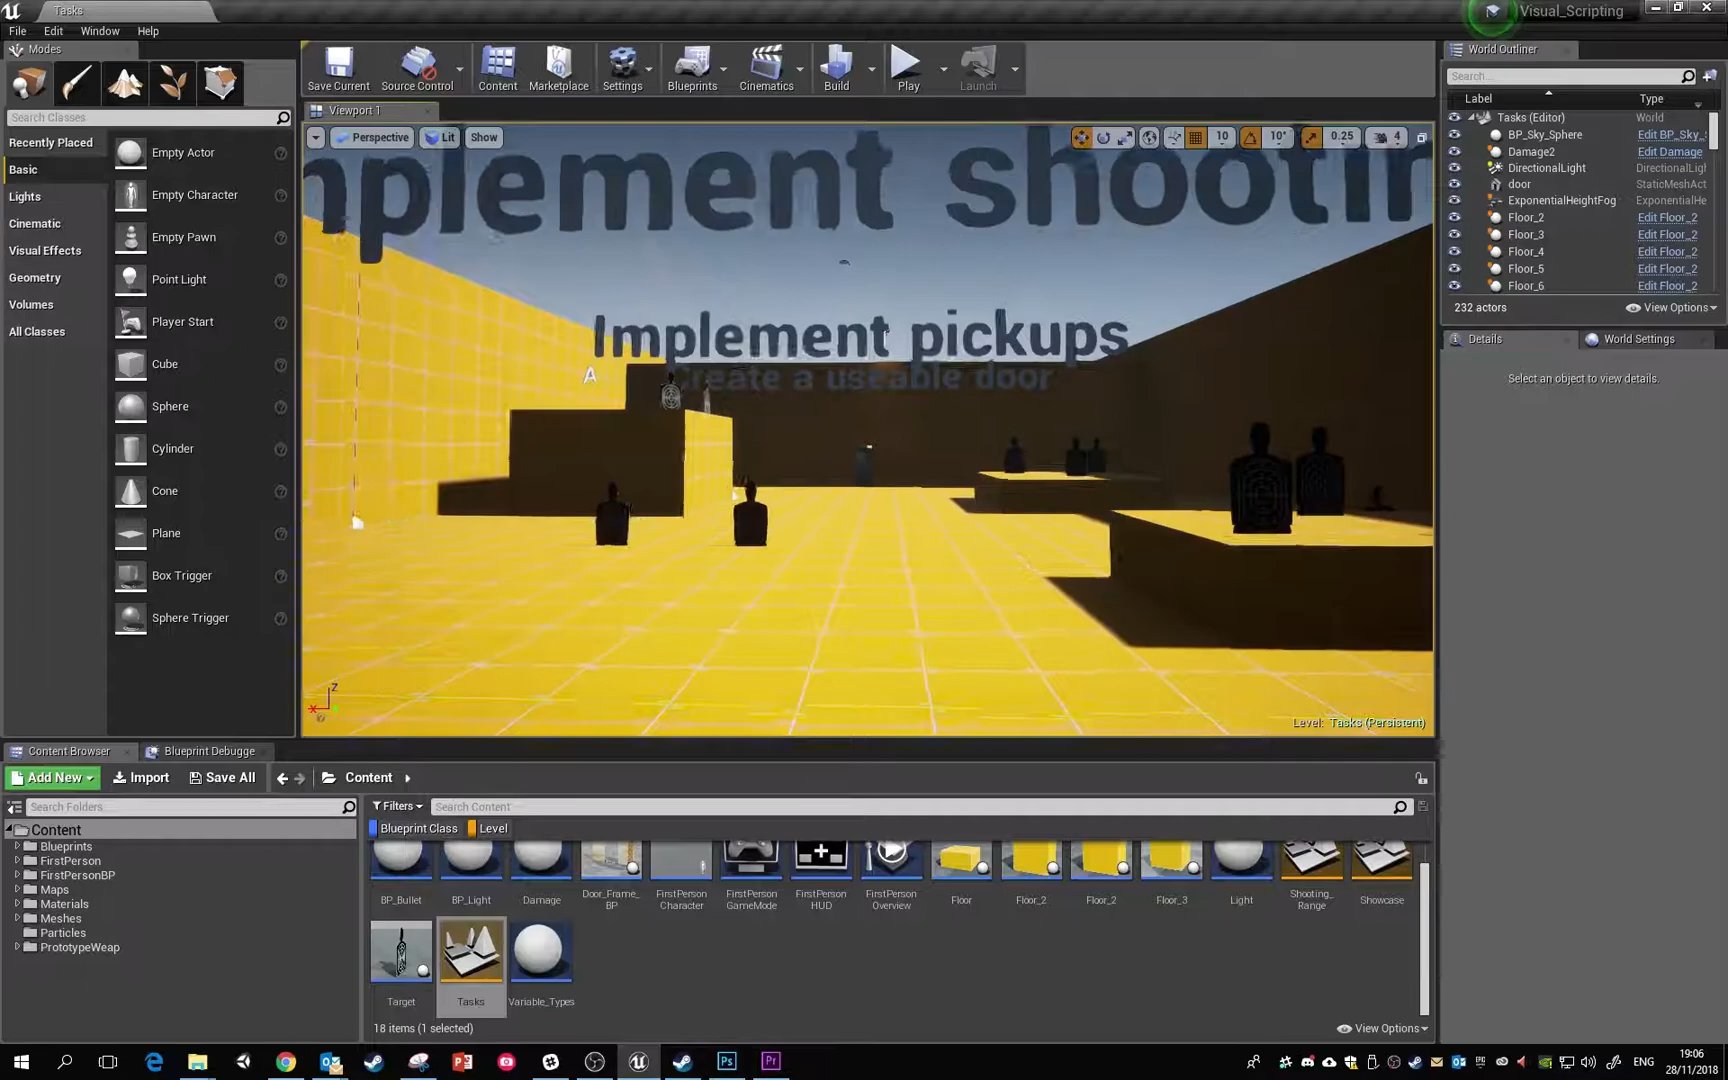 Tasks
Visual_Scripting
File Edit Window Help
Modes
Search Classes
Recently Placed
Basic
Lights
Cinematic
Visual Effects
Geometry
Volumes
All Classes
Empty Actor
Empty Character
Empty Pawn
Point Light
Player Start
Cube
Sphere
Cylinder
Cone
Plane
Box Trigger
Sphere Trigger
Save Current Source Control Content Marketplace Settings Blueprints Cinematics Build Play Launch
Viewport 1
Perspective Lit Show
10 10° 0.25 4
mplement shootin
Implement pickups
Create a useable door
A
Z
X
Level: Tasks (Persistent)
World Outliner
Search...
Label Type
Tasks (Editor) World
BP_Sky_Sphere Edit BP_Sky_
Damage2 Edit Damage
DirectionalLight DirectionalLigl
door StaticMeshAct
ExponentialHeightFog ExponentialHe
Floor_2 Edit Floor_2
Floor_3 Edit Floor_2
Floor_4 Edit Floor_2
Floor_5 Edit Floor_2
Floor_6 Edit Floor_2
232 actors View Options
Details World Settings
Select an object to view details.
Content Browser Blueprint Debugge
Add New Import Save All Content
Search Folders
Content
Blueprints
FirstPerson
FirstPersonBP
Maps
Materials
Meshes
Particles
PrototypeWeap
Filters Search Content
Blueprint Class Level
BP_Bullet
BP_Light
Damage
Door_Frame_
BP
FirstPerson
Character
FirstPerson
GameMode
FirstPerson
HUD
FirstPerson
Overview
Floor
Floor_2
Floor_2
Floor_3
Light
Shooting_
Range
Showcase
Target
Tasks
Variable_Types
18 items (1 selected)
View Options
Ps
Pr
ENG
19:06
28/11/2018